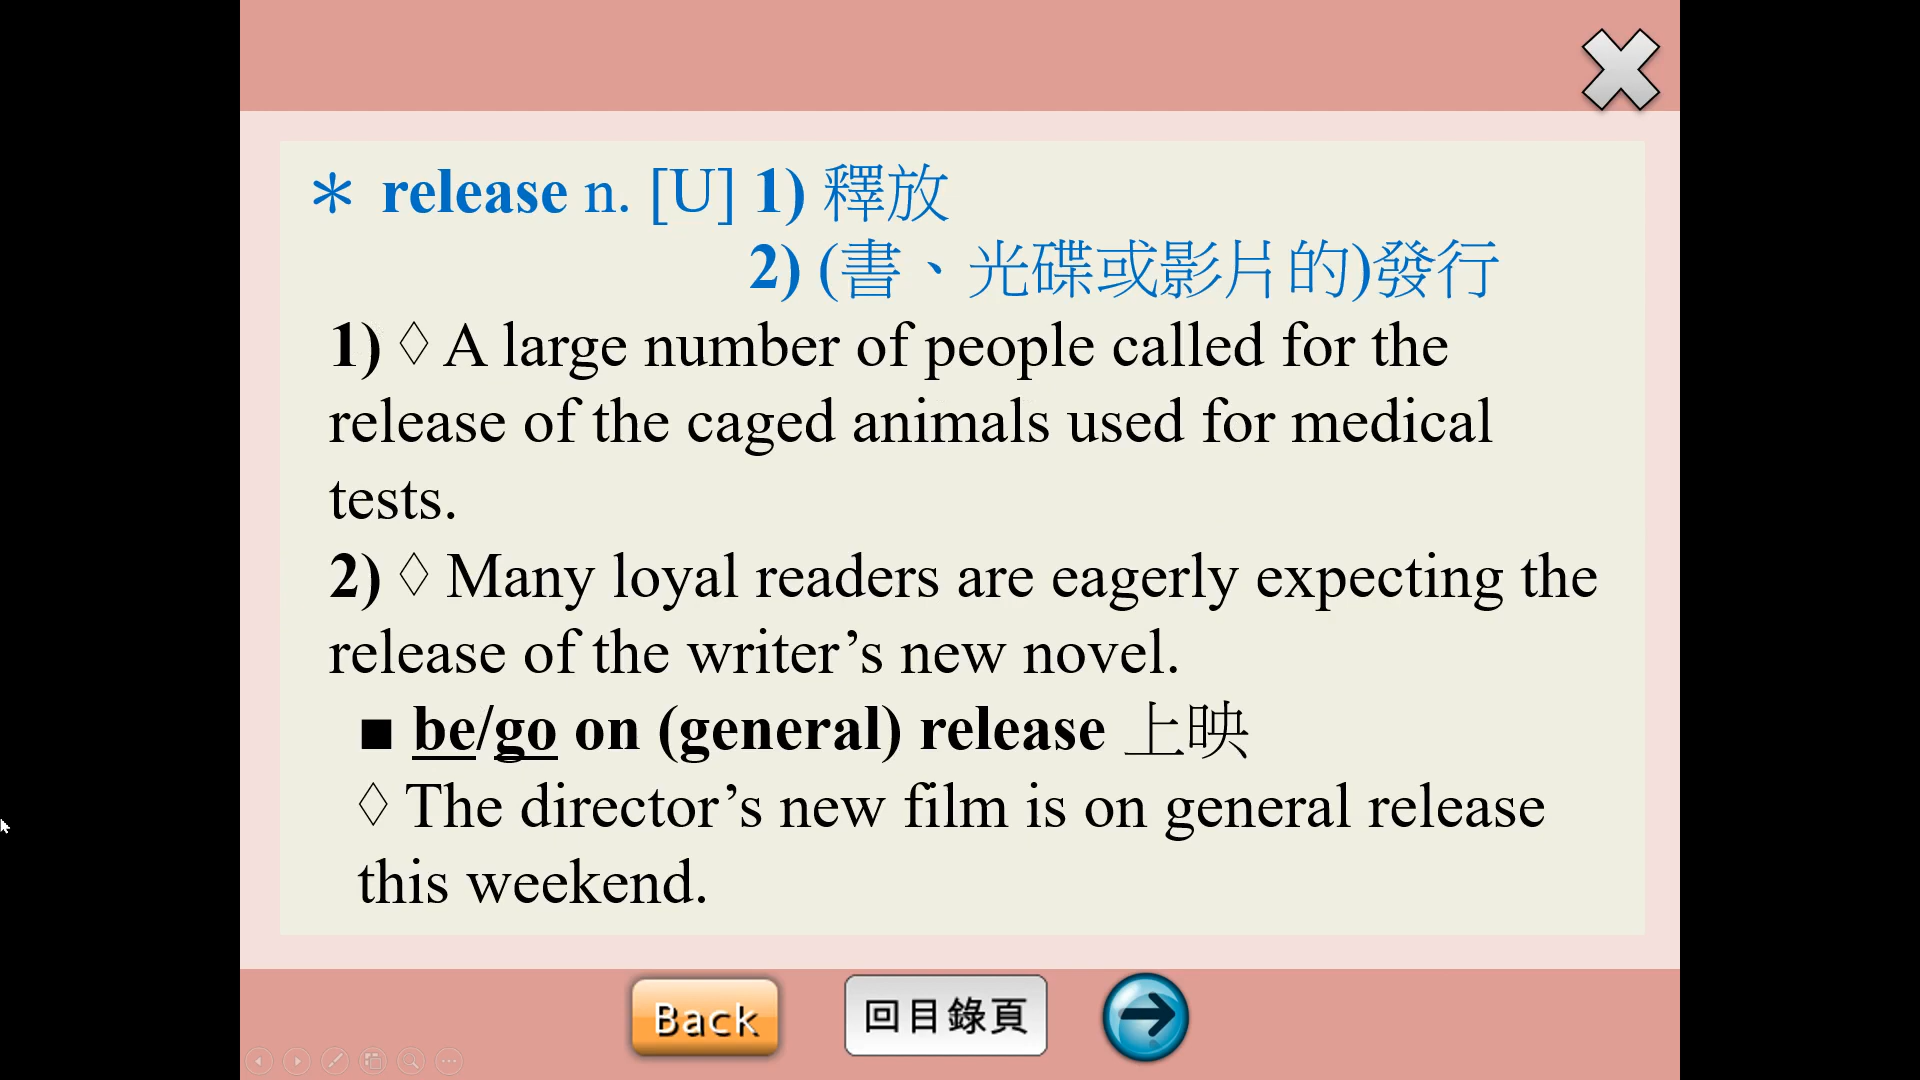 ＊ release n. [U] 1) 釋放
2) (書、光碟或影片的)發行
1) ◊ A large number of people called for the
release of the caged animals used for medical
tests.
2) ◊ Many loyal readers are eagerly expecting the
release of the writer’s new novel.
■ be/go on (general) release 上映
◊ The director’s new film is on general release
this weekend.
Back
回目錄頁